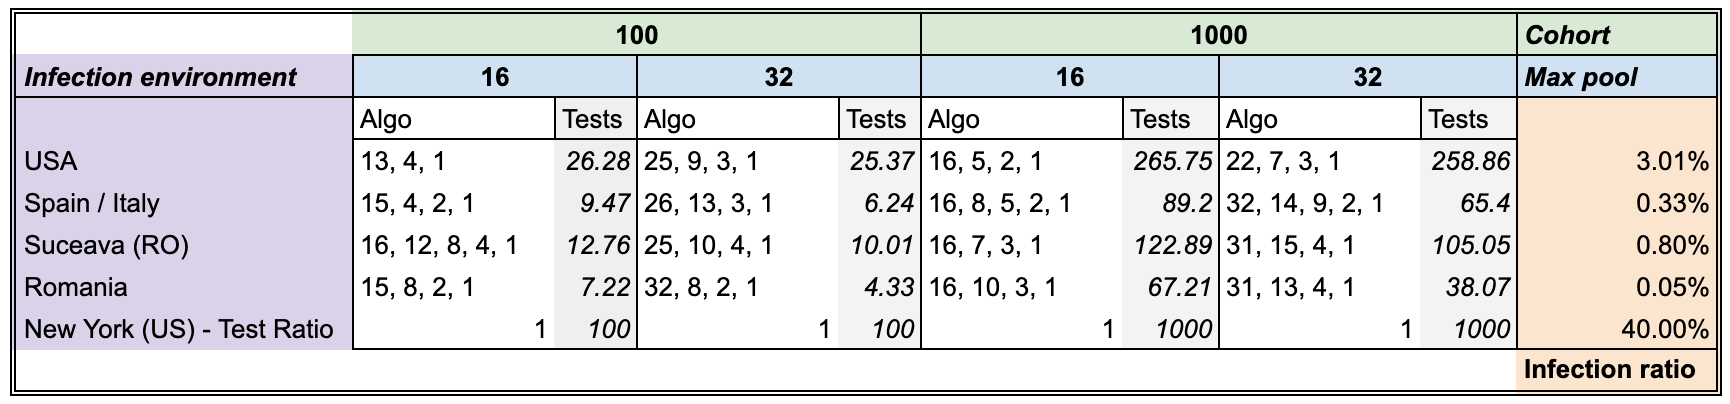 100 1000 Cohort
Infection environment 16 32 16 32 Max pool
Algo Tests Algo Tests Algo Tests Algo Tests
USA 13, 4, 1 26.28 25, 9, 3, 1 25.37 16, 5, 2, 1 265.75 22, 7, 3, 1 258.86 3.01%
Spain / Italy 15, 4, 2, 1 9.47 26, 13, 3, 1 6.24 16, 8, 5, 2, 1 89.2 32, 14, 9, 2, 1 65.4 0.33%
Suceava (RO) 16, 12, 8, 4, 1 12.76 25, 10, 4, 1 10.01 16, 7, 3, 1 122.89 31, 15, 4, 1 105.05 0.80%
Romania 15, 8, 2, 1 7.22 32, 8, 2, 1 4.33 16, 10, 3, 1 67.21 31, 13, 4, 1 38.07 0.05%
New York (US) - Test Ratio 1 100 1 100 1 1000 1 1000 40.00%
Infection ratio